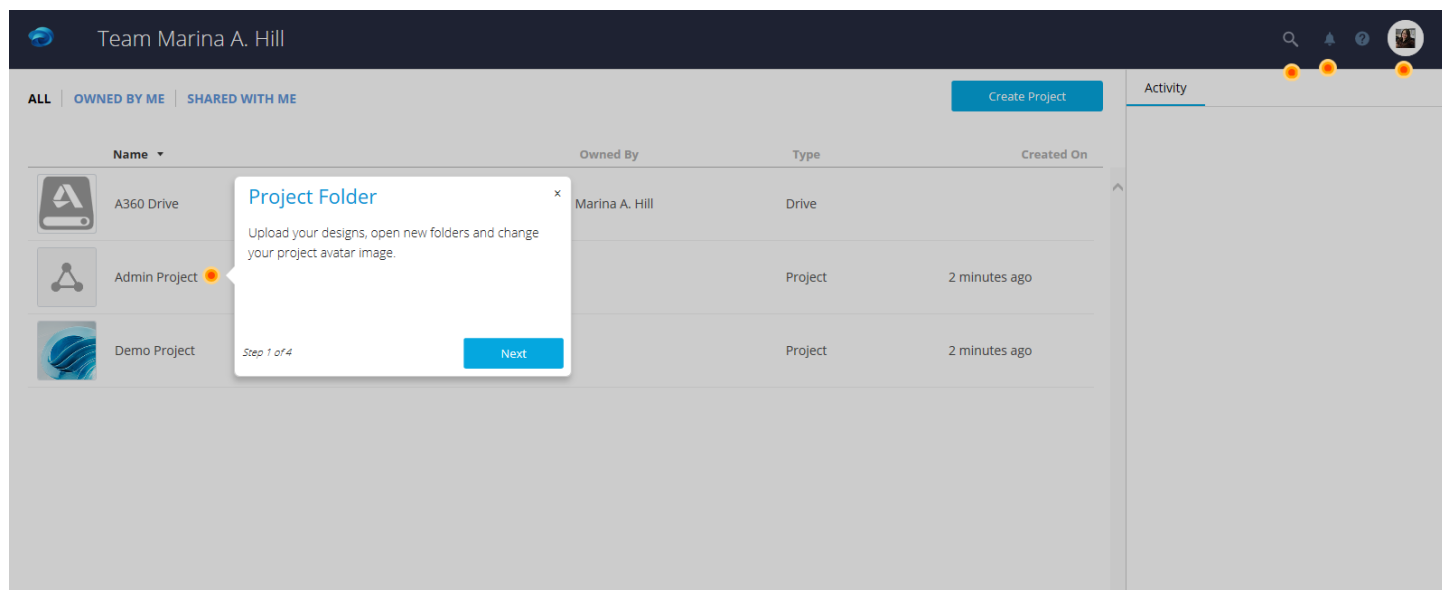 Team Marina A. Hill
ALL OWNED BY ME SHARED WITH ME
Create Project
Activity
Name Owned By Type Created On
A360 Drive Marina A. Hill Drive
Admin Project Project 2 minutes ago
Demo Project Project 2 minutes ago
Project Folder
Upload your designs, open new folders and change
your project avatar image.
Step 1 of 4
Next